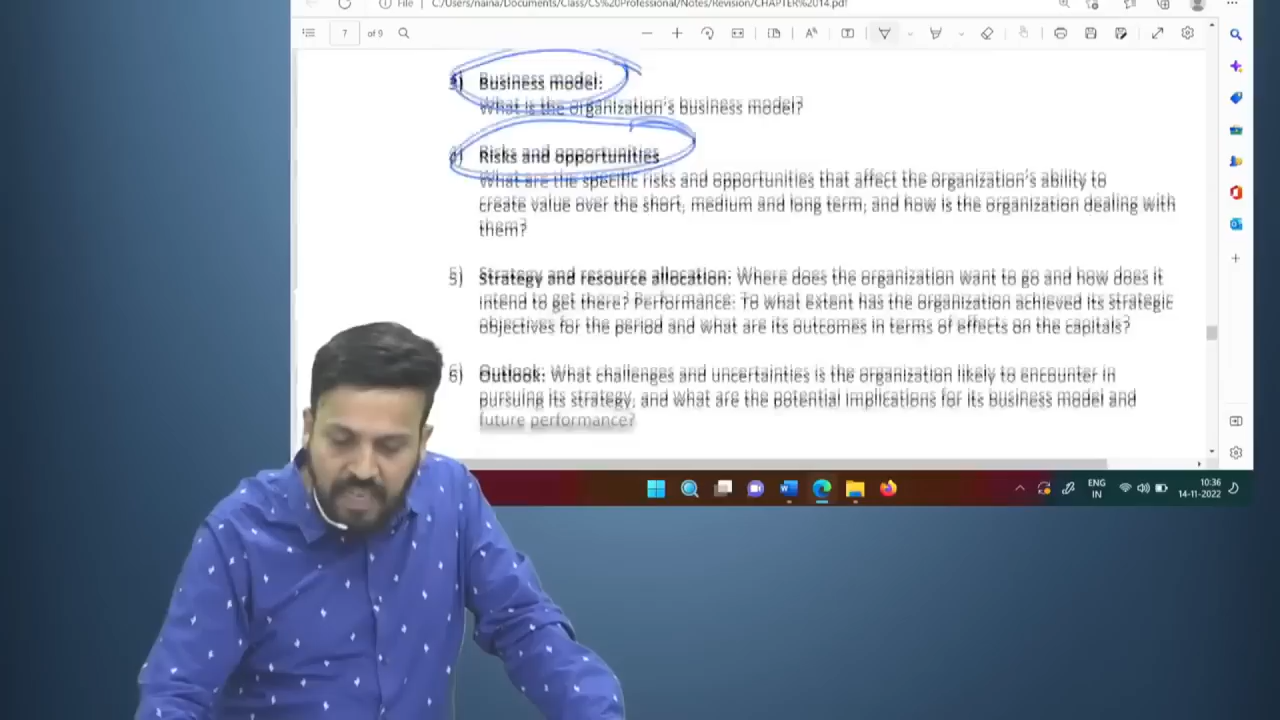 File
C:/Users/naina/Documents/Class/CS%20Professional/Notes/Revision/CHAPTER%2014.pdf
7 of 9
3) Business model:
What is the organization's business model?
Risks and opportunities
What are the specific risks and opportunities that affect the organization's ability to
create value over the short, medium and long term, and how is the organization dealing with
them?
5) Strategy and resource allocation: Where does the organization want to go and how does it
intend to get there? Performance: To what extent has the organization achieved its strategic
objectives for the period and what are its outcomes in terms of effects on the capitals?
6) Outlook: What challenges and uncertainties is the organization likely to encounter in
pursuing its strategy, and what are the potential implications for its business model and
future performance?
ENG
IN
10:36
14-11-2022